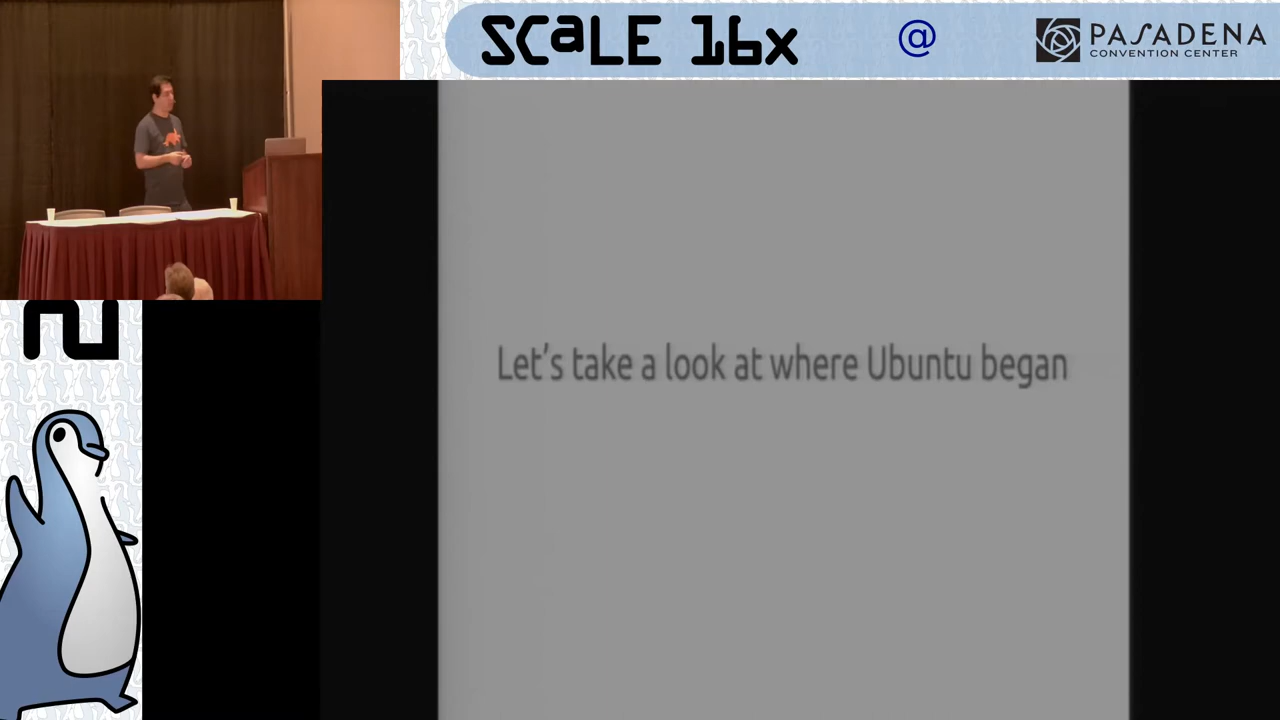 SCaLE 16x
@
PASADENA
CONVENTION CENTER
Let's take a look at where Ubuntu began